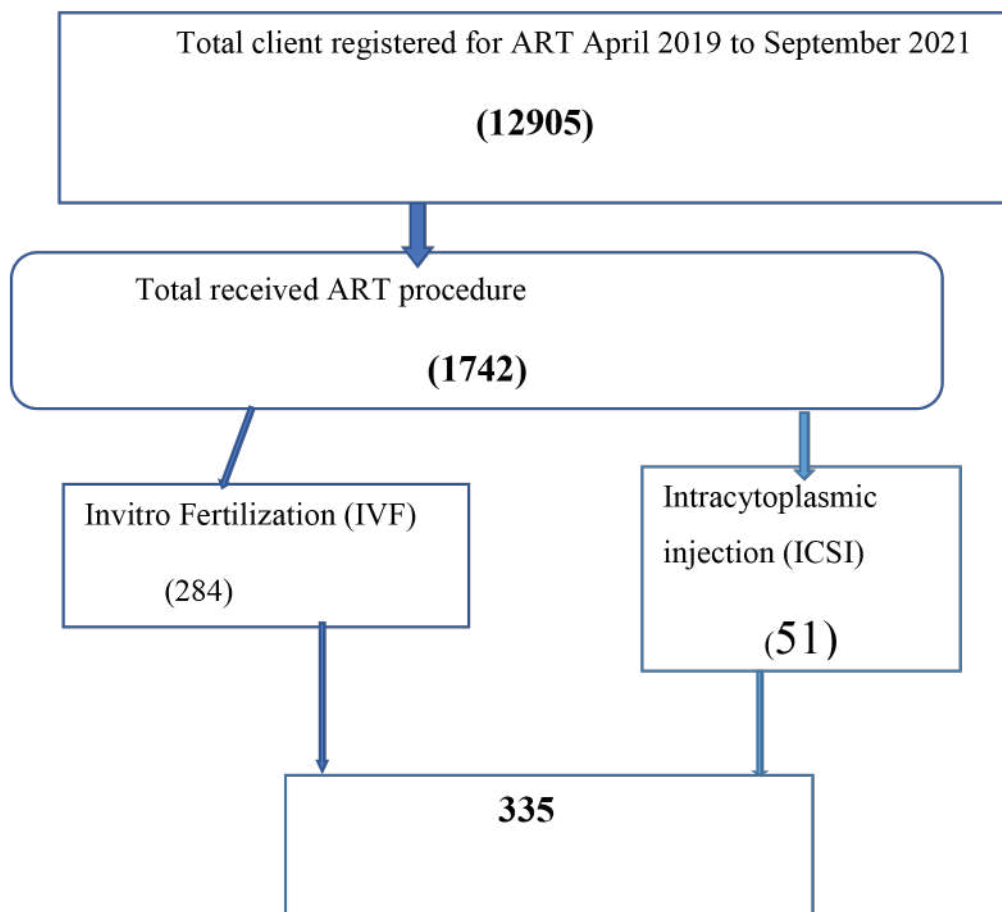 Total client registered for ART April 2019 to September 2021
(12905)
Total received ART procedure
(1742)
Invitro Fertilization (IVF)
(284)
Intracytoplasmic
injection (ICSI)
(51)
335